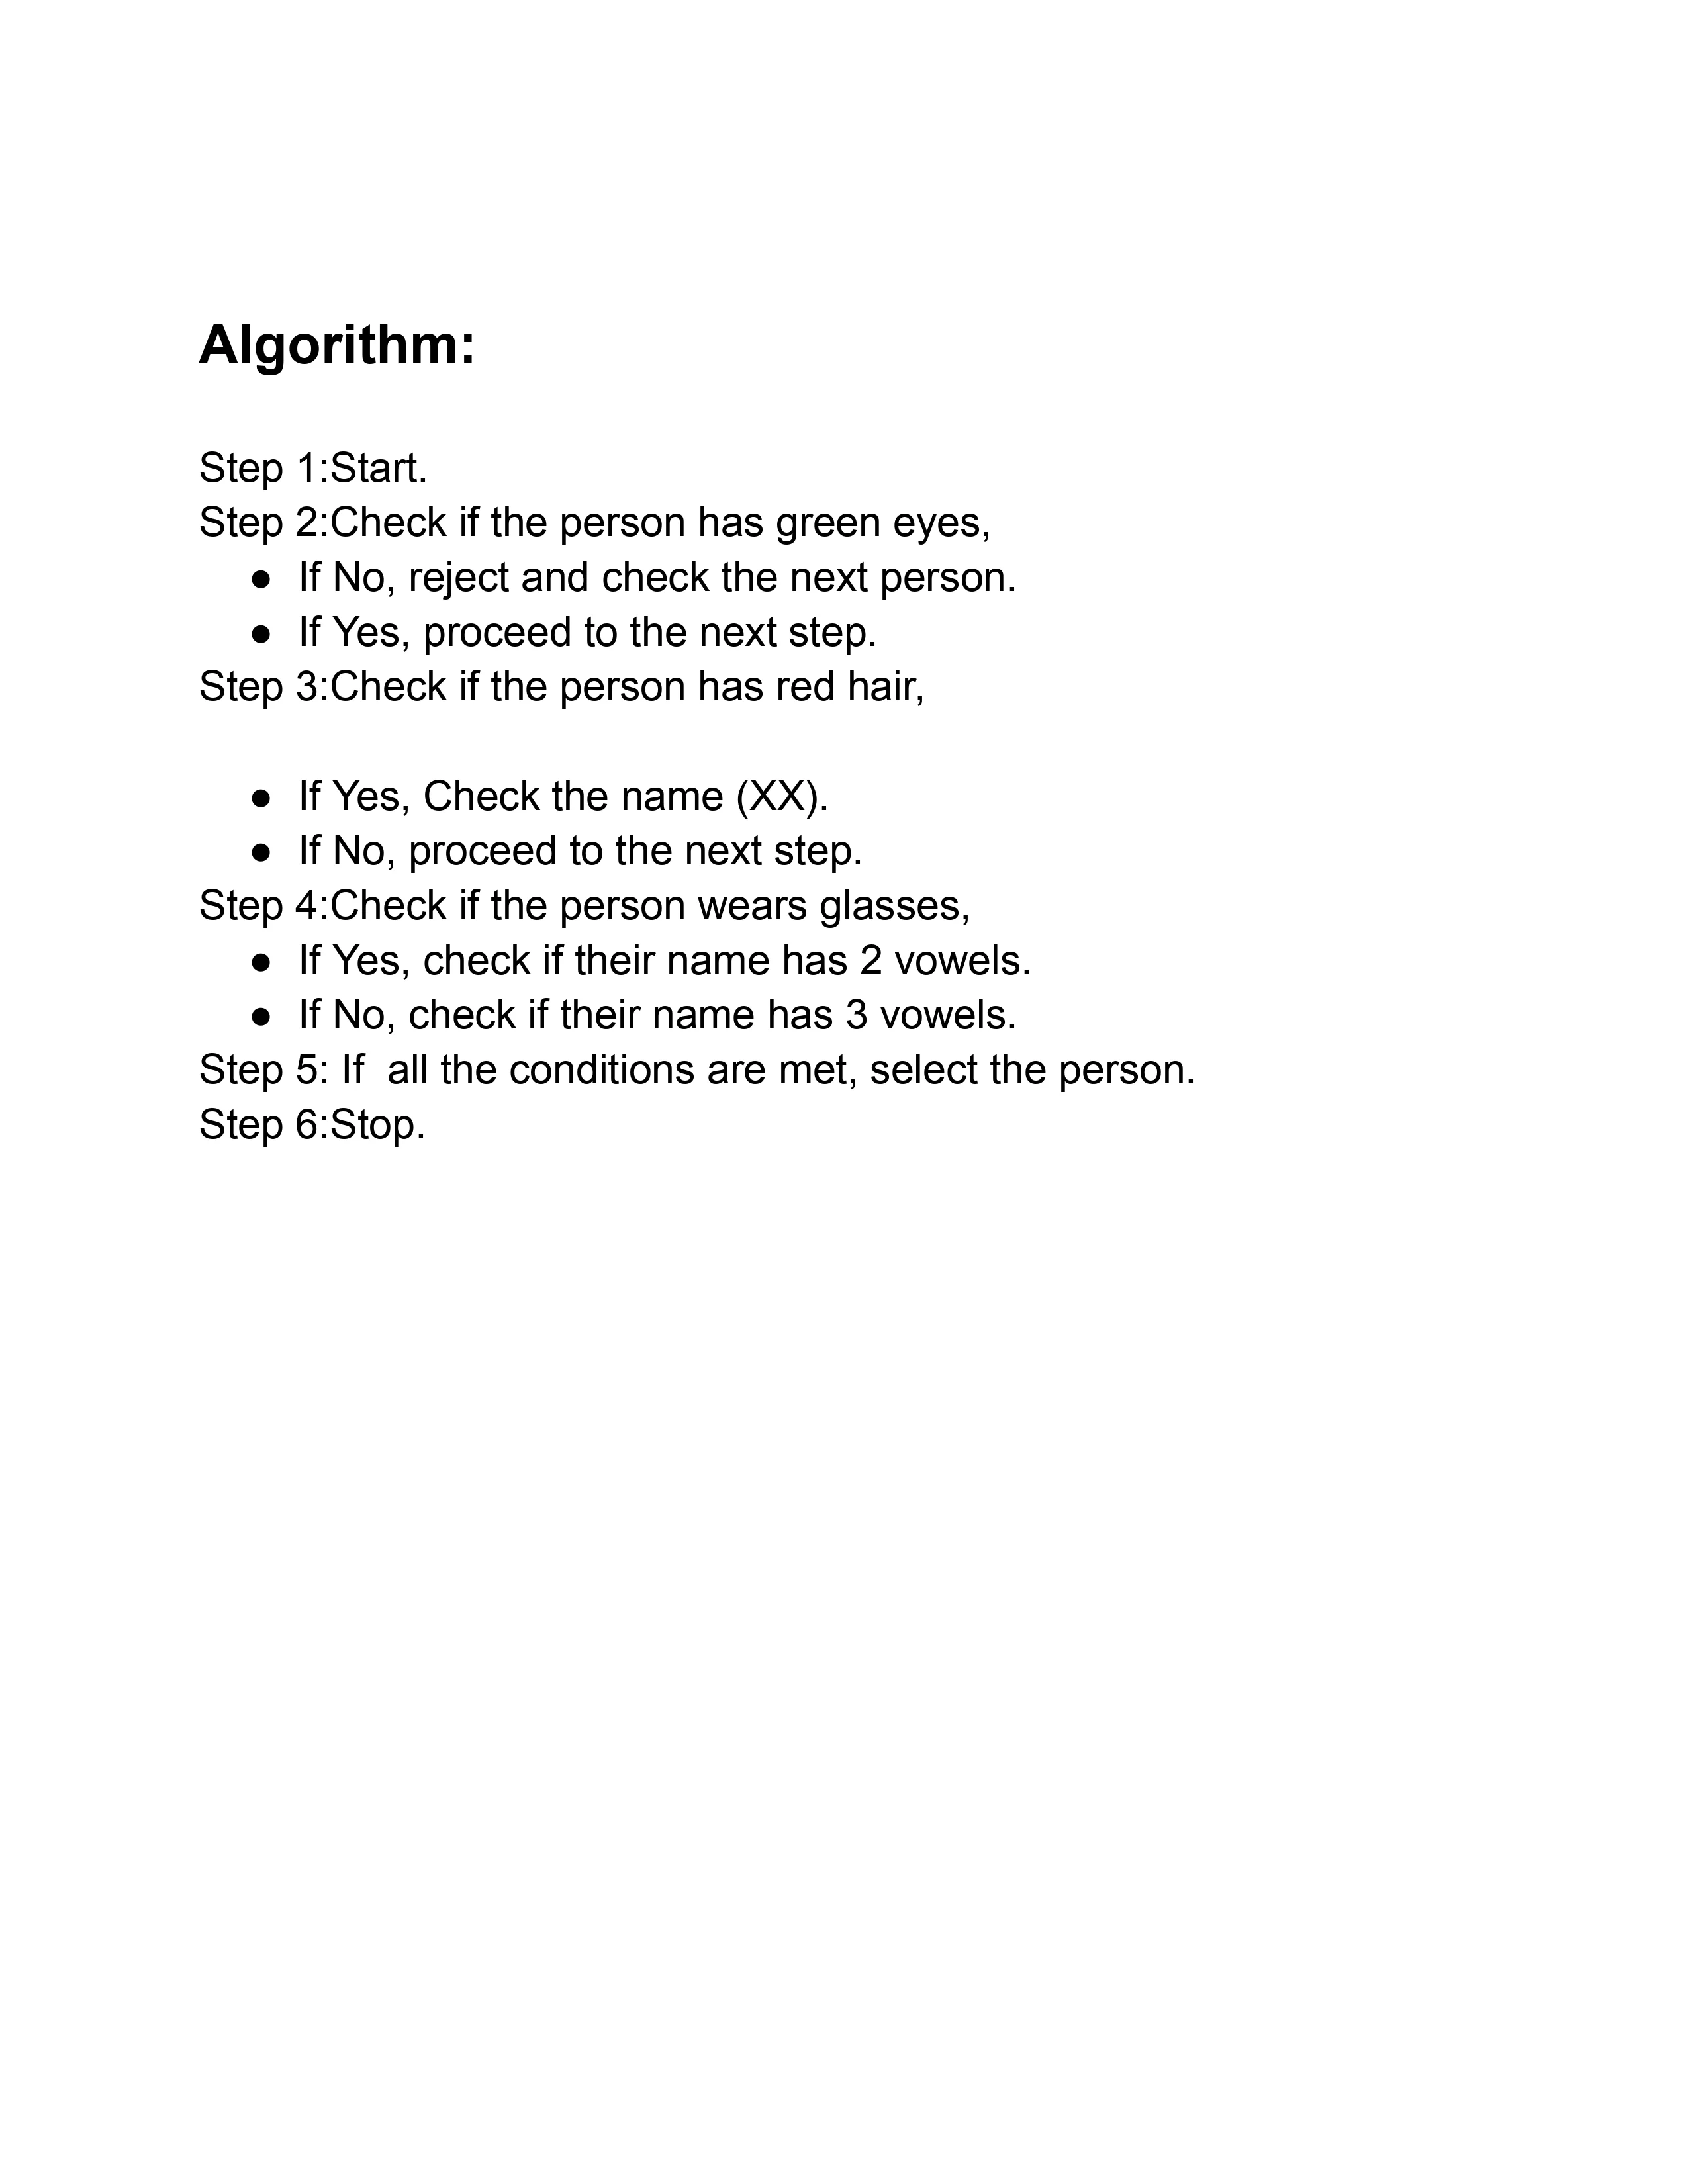 Algorithm:
Step 1:Start.
Step 2:Check if the person has green eyes,
● If No, reject and check the next person.
● If Yes, proceed to the next step.
Step 3:Check if the person has red hair,
● If Yes, Check the name (XX).
● If No, proceed to the next step.
Step 4:Check if the person wears glasses,
● If Yes, check if their name has 2 vowels.
● If No, check if their name has 3 vowels.
Step 5: If  all the conditions are met, select the person.
Step 6:Stop.